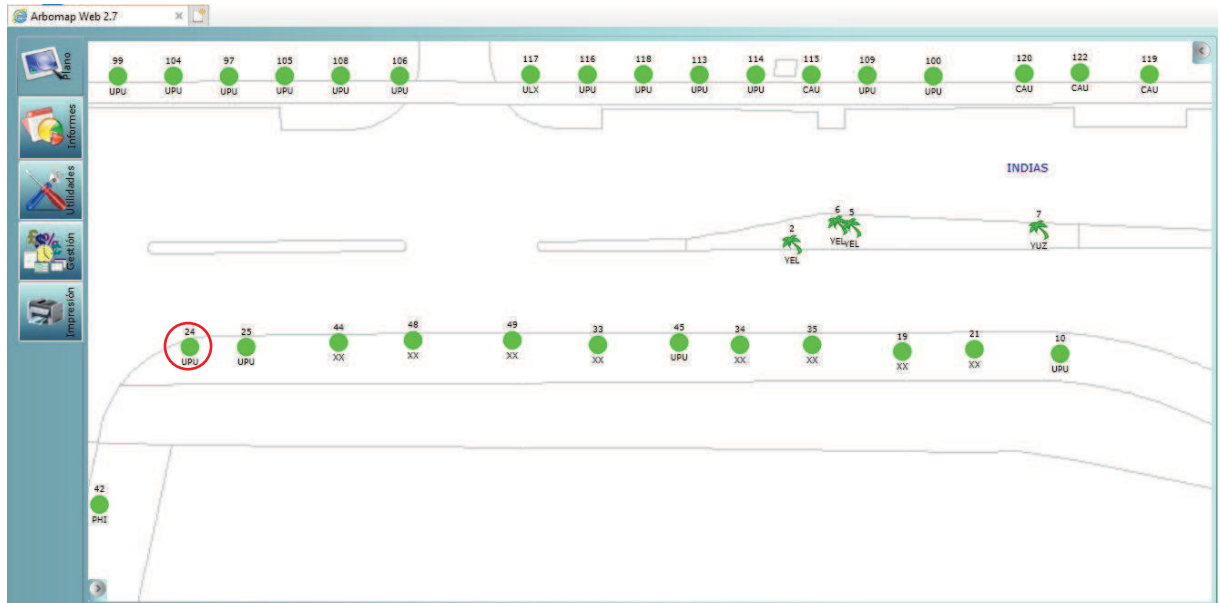 Arbomap Web 2.7
Plano
Informes
Utilidades
Gestión
Impresión
99 104 97 105 108 106 117 116 118 113 114 115 109 100 120 122 119
UPU UPU UPU UPU UPU UPU ULX UPU UPU UPU UPU CAU UPU UPU CAU CAU CAU
INDIAS
2 6 5 7
YEL YEL YEL YUZ
24 25 44 48 49 33 45 34 35 19 21 10
UPU UPU XX XX XX XX UPU XX XX XX XX UPU
42
PHI